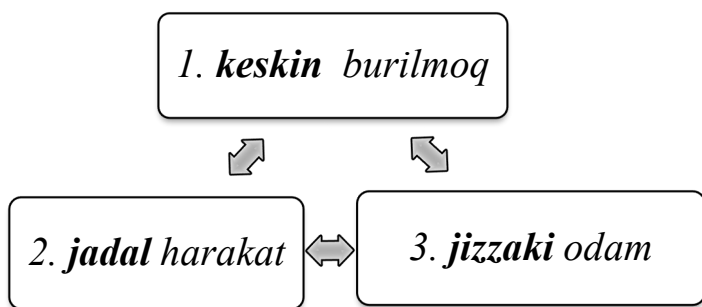 1. keskin burilmoq
2. jadal harakat
3. jizzaki odam